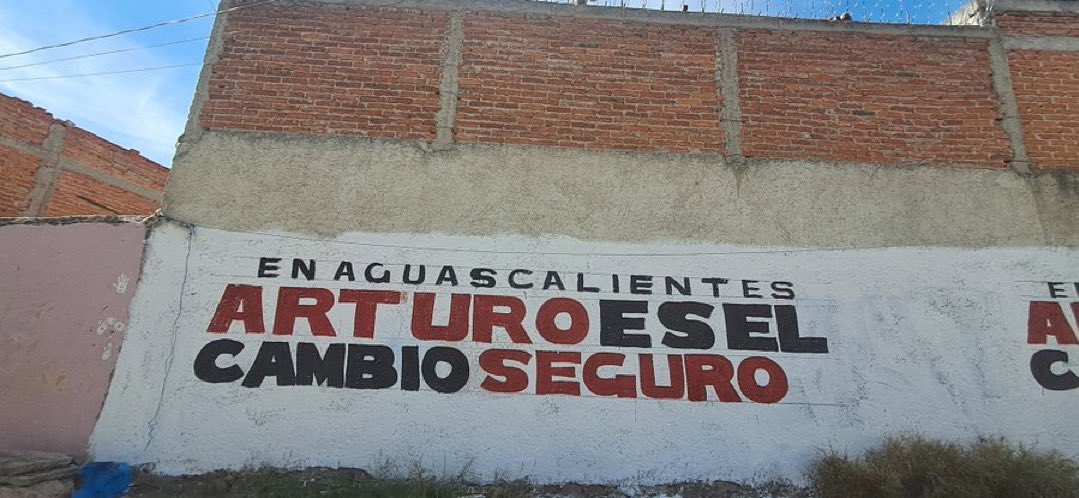 EN AGUASCALIENTES
ARTURO ES EL
CAMBIO SEGURO